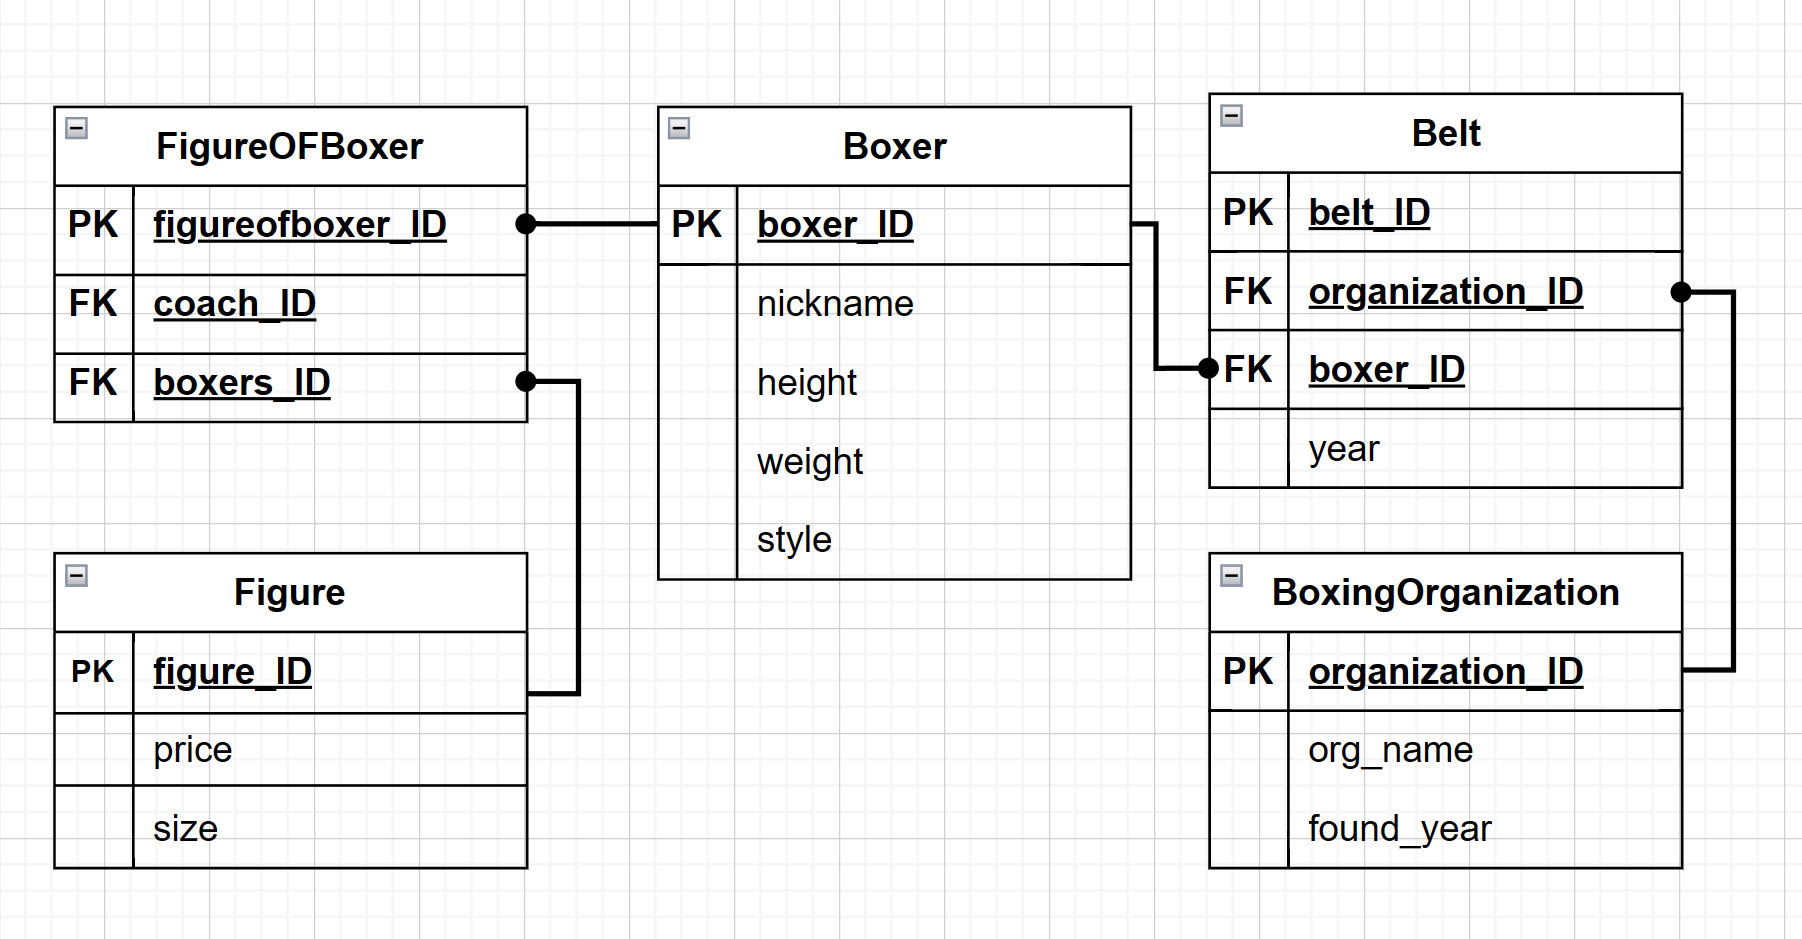 FigureOFBoxer
PK figureofboxer_ID
FK coach_ID
FK boxers_ID
Boxer
PK boxer_ID
nickname
height
weight
style
Belt
PK belt_ID
FK organization_ID
FK boxer_ID
year
Figure
PK figure_ID
price
size
BoxingOrganization
PK organization_ID
org_name
found_year